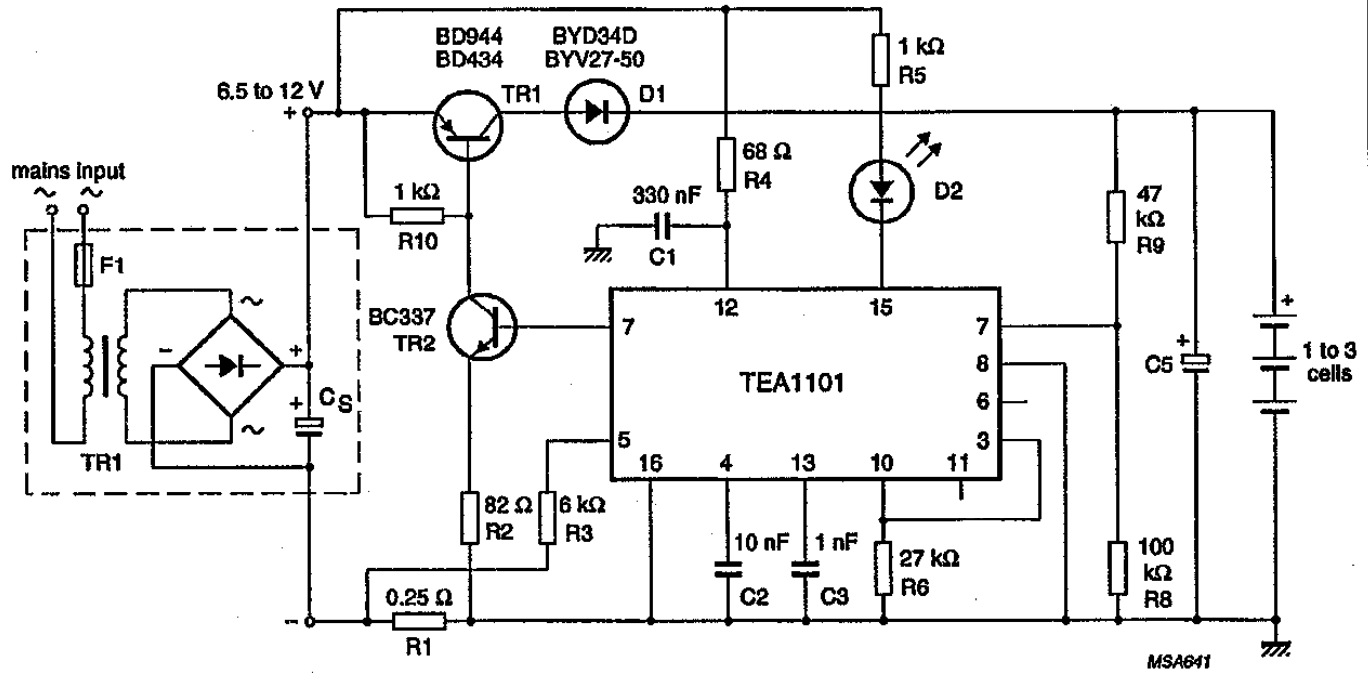 BD944
BD434
BYD34D
BYV27-50
1 kΩ
R5
6.5 to 12 V
TR1
D1
+
mains input
~ ~
68 Ω
R4
D2
330 nF
C1
1 kΩ
R10
47
kΩ
R9
F1
~
BC337
TR2
12
15
7
7
8
6
3
TEA1101
+
1 to 3
cells
+
C5
-
+
+
CS
~
TR1
5
16
4
13
10
11
82 Ω
R2
6 kΩ
R3
10 nF
C2
1 nF
C3
27 kΩ
R6
100
kΩ
R8
0.25 Ω
R1
-
MSA641